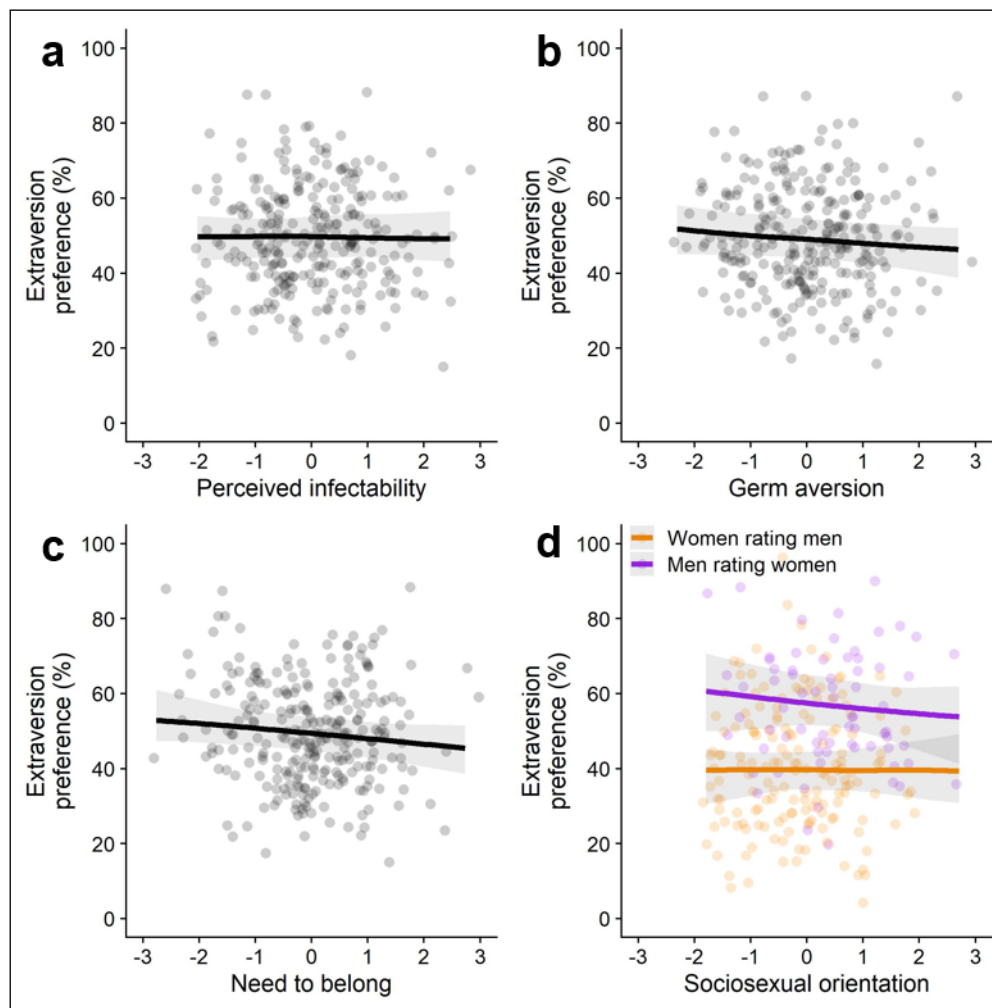 a
100
80
60
40
20
0
Extraversion
preference (%)
-3 -2 -1 0 1 2 3
Perceived infectability
b
100
80
60
40
20
0
Extraversion
preference (%)
-3 -2 -1 0 1 2 3
Germ aversion
c
100
80
60
40
20
0
Extraversion
preference (%)
-3 -2 -1 0 1 2 3
Need to belong
d
Women rating men
Men rating women
100
80
60
40
20
0
Extraversion
preference (%)
-3 -2 -1 0 1 2 3
Sociosexual orientation